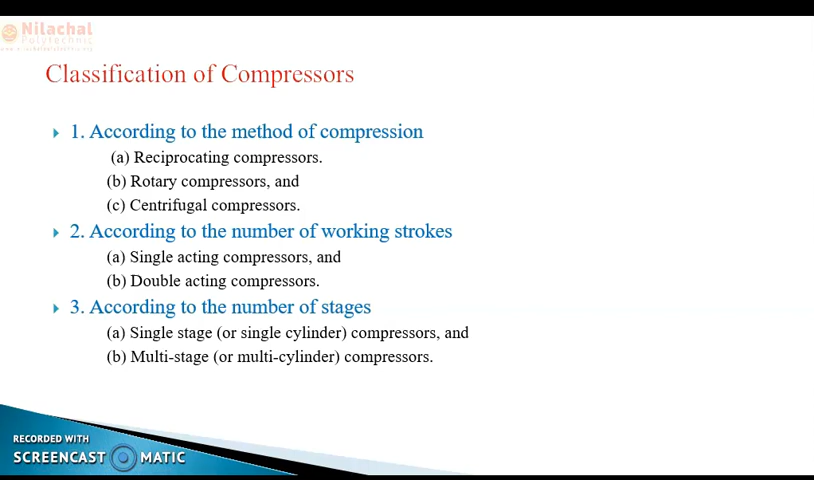 Nilachal
Polytechnic
Classification of Compressors
1. According to the method of compression
(a) Reciprocating compressors.
(b) Rotary compressors, and
(c) Centrifugal compressors.
2. According to the number of working strokes
(a) Single acting compressors, and
(b) Double acting compressors.
3. According to the number of stages
(a) Single stage (or single cylinder) compressors, and
(b) Multi-stage (or multi-cylinder) compressors.
RECORDED WITH
SCREENCAST MATIC